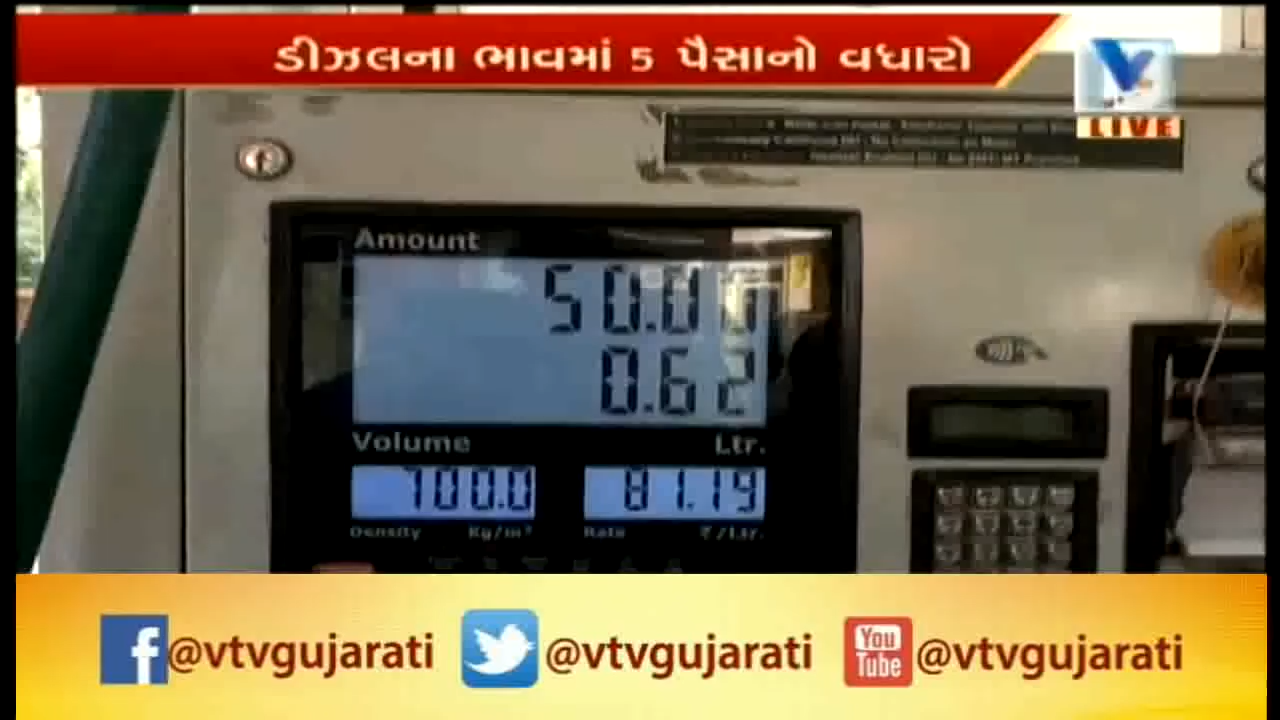 ડીઝલના ભાવમાં 5 પૈસાનો વધારો
LIVE
Amount
50.00
0.62
Volume Ltr.
700.0 81.19
Density Kg/m³ Rate ₹/Ltr.
@vtvgujarati @vtvgujarati You Tube @vtvgujarati